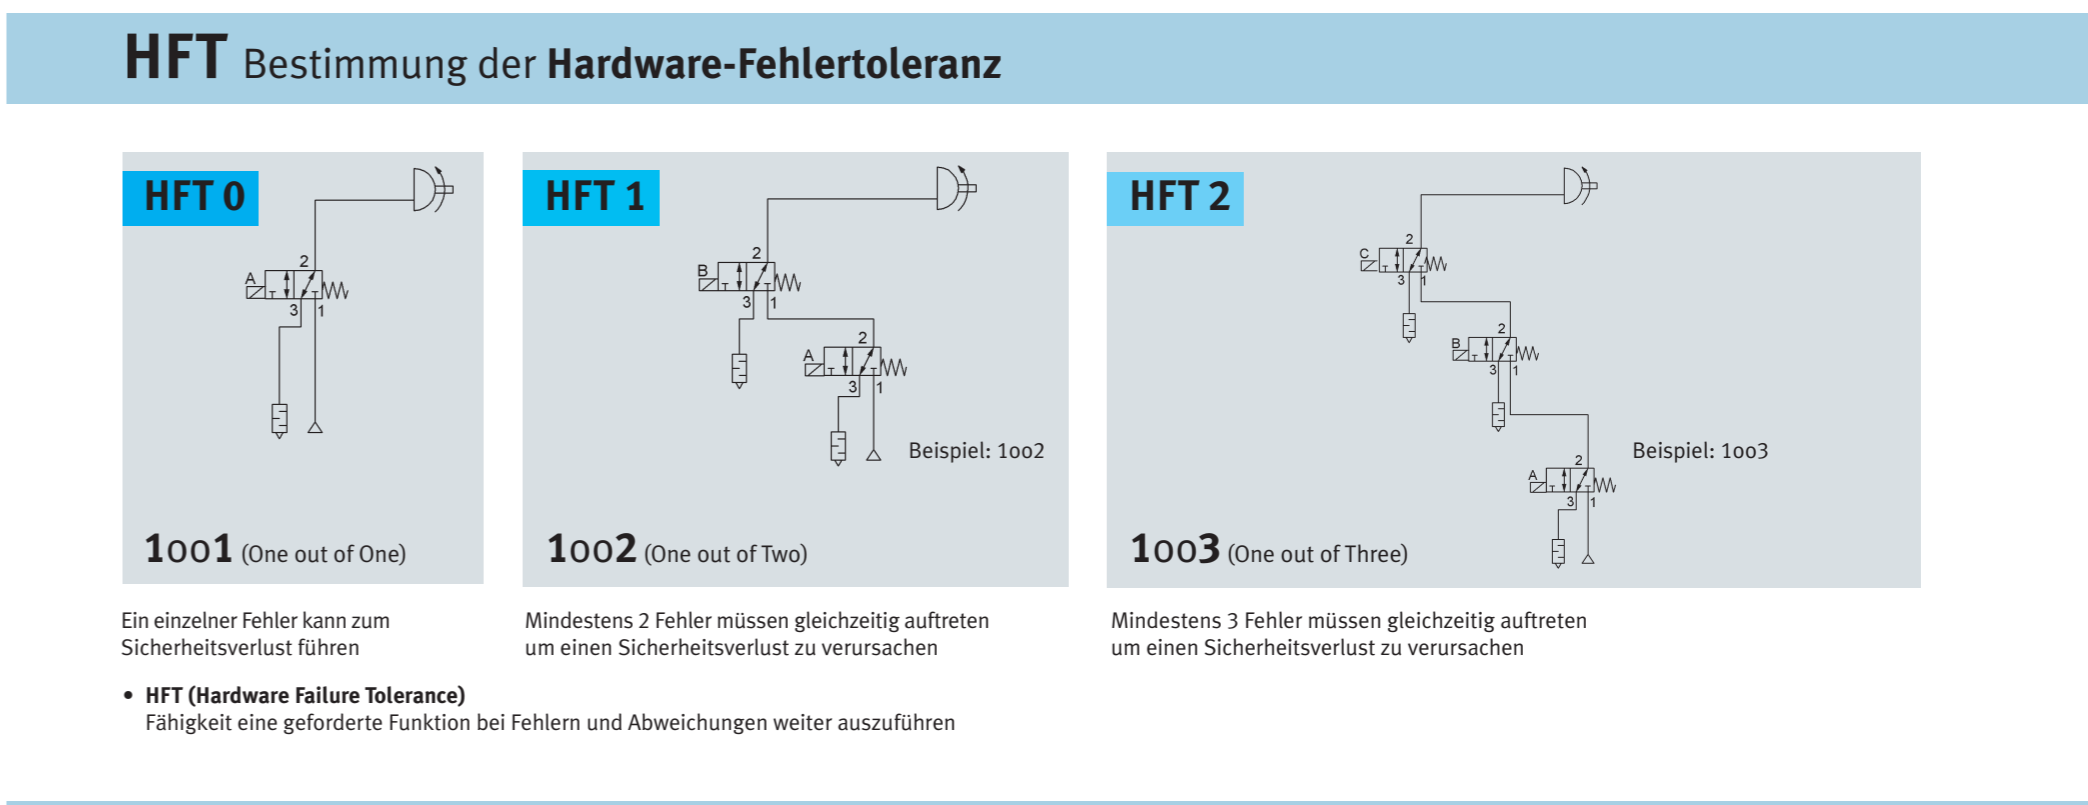 HFT Bestimmung der Hardware-Fehlertoleranz
HFT 0
A
2
3
1
1oo1 (One out of One)
Ein einzelner Fehler kann zum
Sicherheitsverlust führen
HFT 1
B
2
3
1
A
2
3
1
Beispiel: 1oo2
1oo2 (One out of Two)
Mindestens 2 Fehler müssen gleichzeitig auftreten
um einen Sicherheitsverlust zu verursachen
HFT 2
C
2
3
1
B
2
3
1
Beispiel: 1oo3
A
2
3
1
1oo3 (One out of Three)
Mindestens 3 Fehler müssen gleichzeitig auftreten
um einen Sicherheitsverlust zu verursachen
• HFT (Hardware Failure Tolerance)
Fähigkeit eine geforderte Funktion bei Fehlern und Abweichungen weiter auszuführen